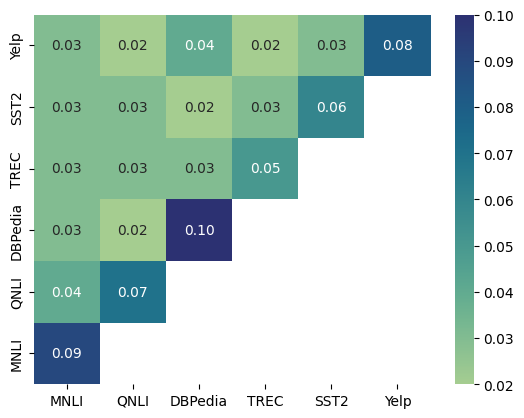 Yelp 0.03 0.02 0.04 0.02 0.03 0.08
SST2 0.03 0.03 0.02 0.03 0.06
TREC 0.03 0.03 0.03 0.05
DBPedia 0.03 0.02 0.10
QNLI 0.04 0.07
MNLI 0.09
MNLI QNLI DBPedia TREC SST2 Yelp
0.10
0.09
0.08
0.07
0.06
0.05
0.04
0.03
0.02